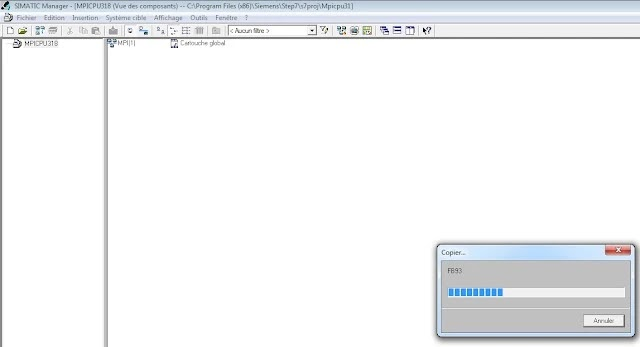 SIMATIC Manager - [MPICPU318 (Vue des composants) -- C:\Program Files (x86)\Siemens\Step7\s7proj\Mpicpu31]
Fichier Edition Insertion Système cible Affichage Outils Fenêtre ?
< Aucun filtre >
MPICPU318
MPI(1) Cartouche global
Copier...
FB93
Annuler